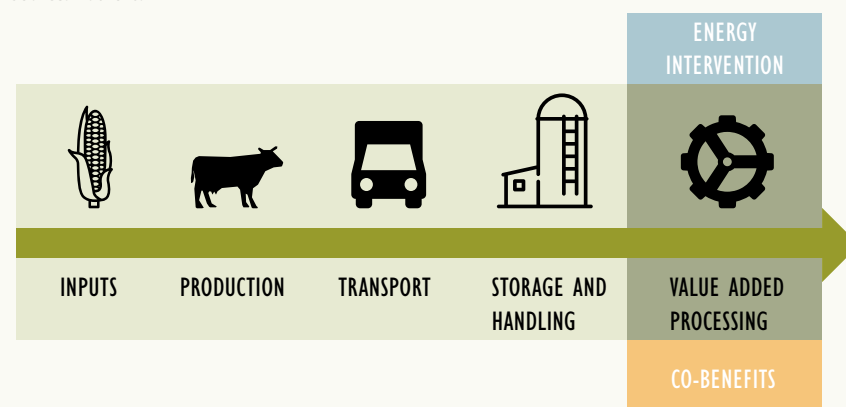 ENERGY
INTERVENTION
INPUTS
PRODUCTION
TRANSPORT
STORAGE AND
HANDLING
VALUE ADDED
PROCESSING
CO-BENEFITS